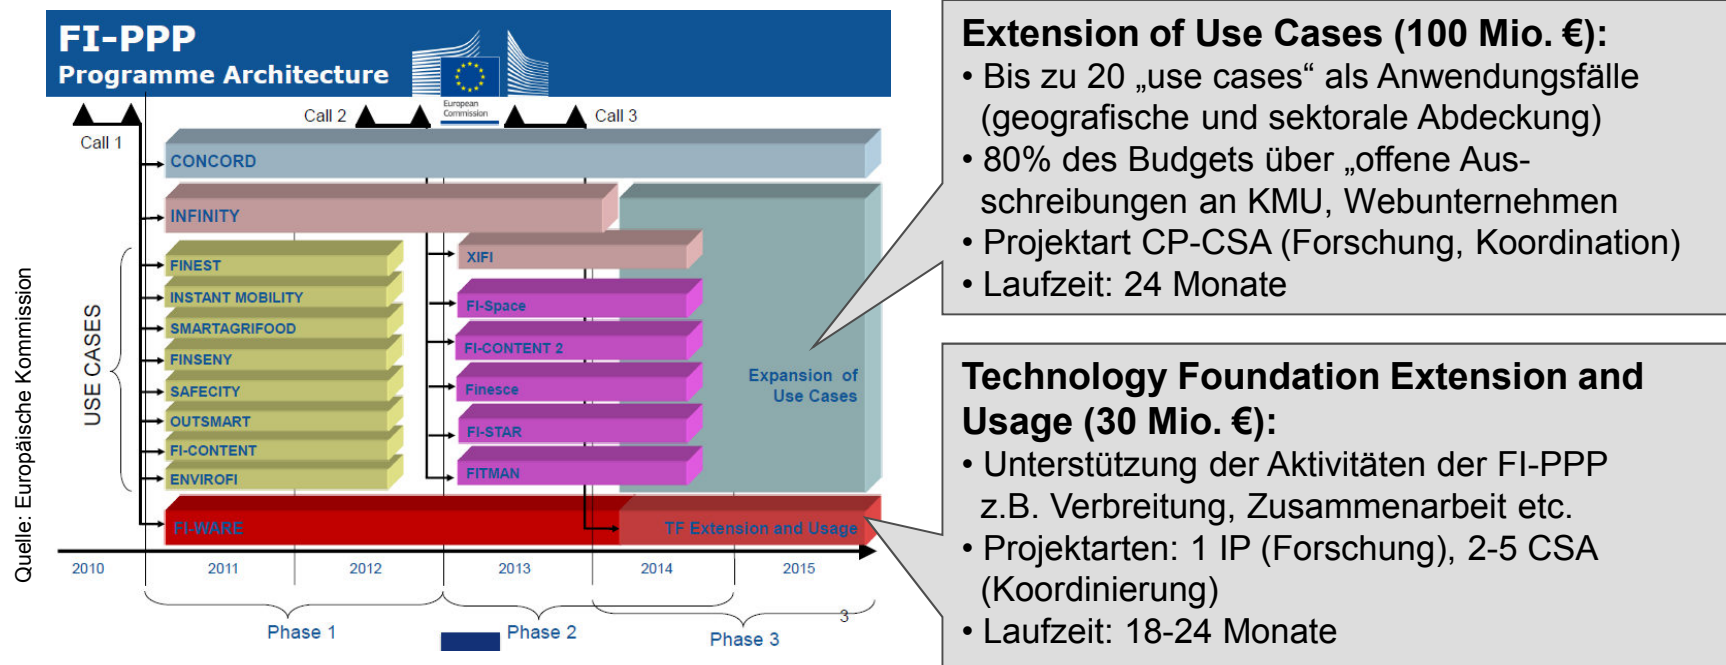 FI-PPP
Programme Architecture
European
Commission
Call 1
Call 2
Call 3
CONCORD
INFINITY
FINEST
INSTANT MOBILITY
SMARTAGRIFOOD
FINSENY
SAFECITY
OUTSMART
FI-CONTENT
ENVIROFI
USE CASES
XIFI
FI-Space
FI-CONTENT 2
Finesce
FI-STAR
FITMAN
Expansion of
Use Cases
FI-WARE
TF Extension and Usage
2010
2011
2012
2013
2014
2015
Phase 1
Phase 2
Phase 3
3
Quelle: Europäische Kommission
Extension of Use Cases (100 Mio. €):
• Bis zu 20 „use cases“ als Anwendungsfälle
(geografische und sektorale Abdeckung)
• 80% des Budgets über „offene Aus-
schreibungen an KMU, Webunternehmen
• Projektart CP-CSA (Forschung, Koordination)
• Laufzeit: 24 Monate
Technology Foundation Extension and
Usage (30 Mio. €):
• Unterstützung der Aktivitäten der FI-PPP
z.B. Verbreitung, Zusammenarbeit etc.
• Projektarten: 1 IP (Forschung), 2-5 CSA
(Koordinierung)
• Laufzeit: 18-24 Monate